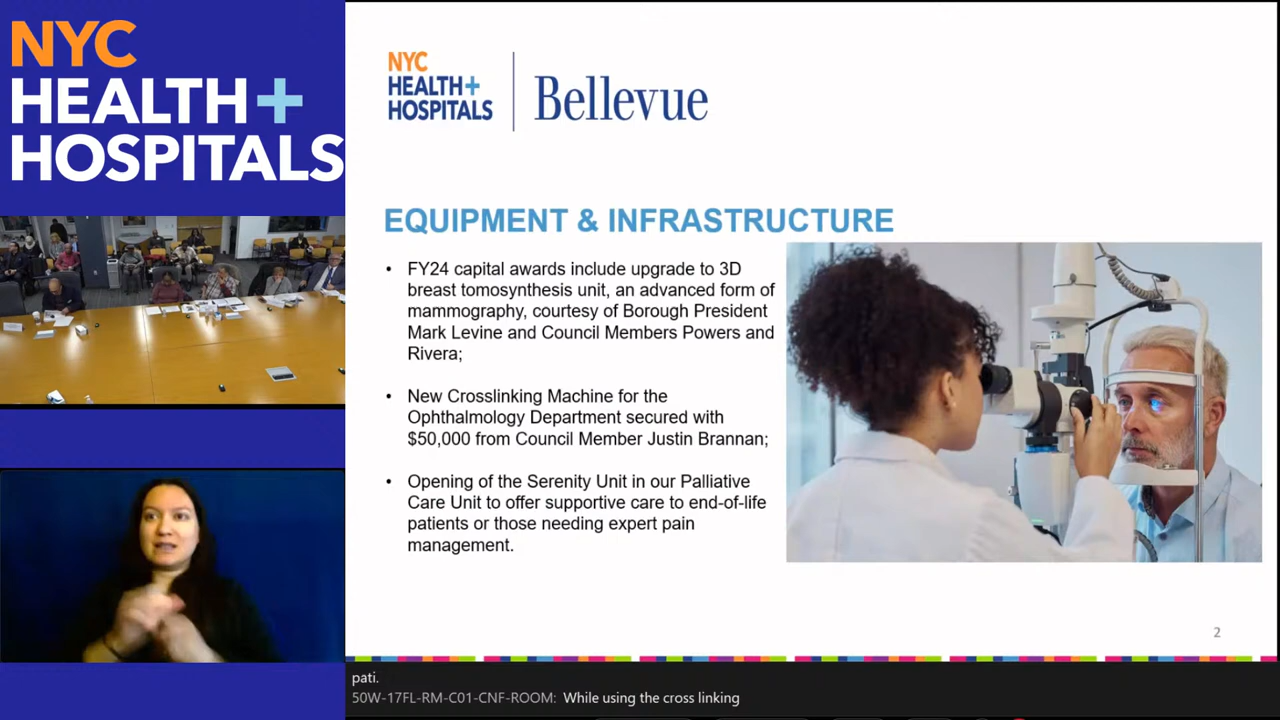 NYC
HEALTH+
HOSPITALS
NYC
HEALTH+
HOSPITALS
Bellevue
EQUIPMENT & INFRASTRUCTURE
• FY24 capital awards include upgrade to 3D
breast tomosynthesis unit, an advanced form of
mammography, courtesy of Borough President
Mark Levine and Council Members Powers and
Rivera;
• New Crosslinking Machine for the
Ophthalmology Department secured with
$50,000 from Council Member Justin Brannan;
• Opening of the Serenity Unit in our Palliative
Care Unit to offer supportive care to end-of-life
patients or those needing expert pain
management.
2
pati.
50W-17FL-RM-C01-CNF-ROOM: While using the cross linking